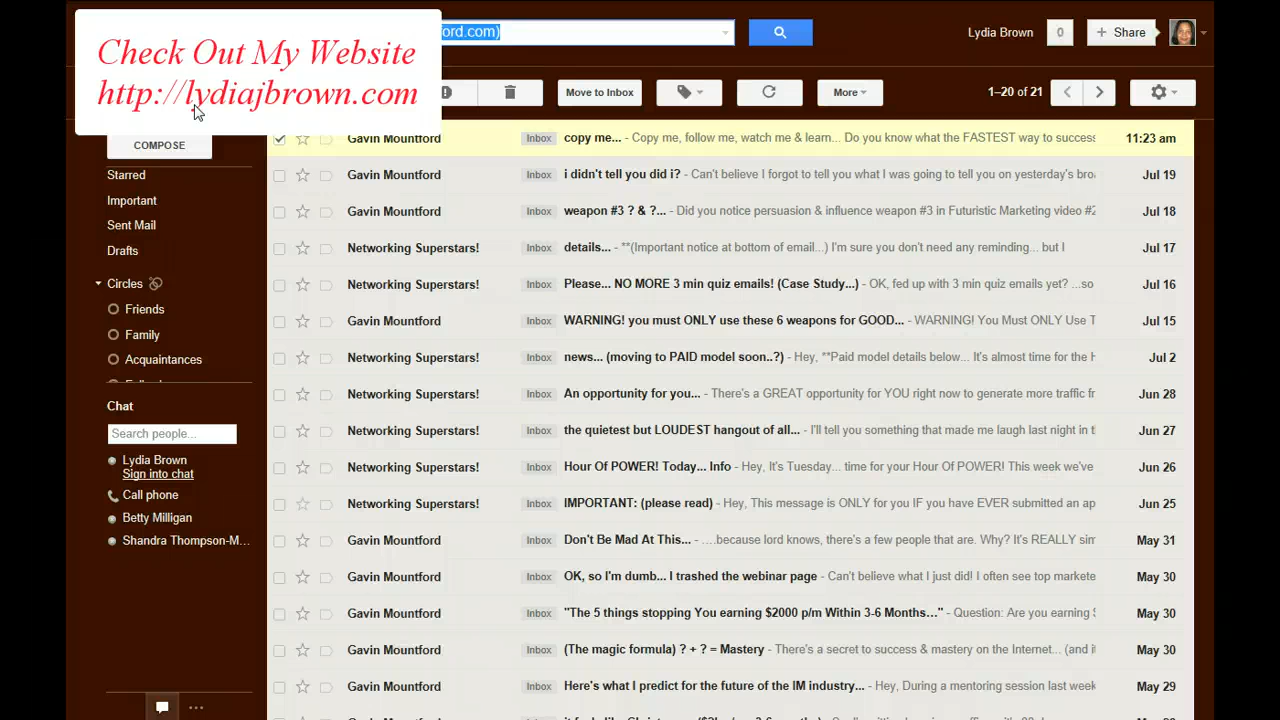 Check Out My Website
http://lydiajbrown.com
ord.com)
Lydia Brown 0 + Share
Move to Inbox More 1–20 of 21
COMPOSE
Starred
Important
Sent Mail
Drafts
Circles
Friends
Family
Acquaintances
Chat
Search people...
Lydia Brown
Sign into chat
Call phone
Betty Milligan
Shandra Thompson-M...
Gavin Mountford Inbox copy me... - Copy me, follow me, watch me & learn... Do you know what the FASTEST way to success 11:23 am
Gavin Mountford Inbox i didn't tell you did i? - Can't believe I forgot to tell you what I was going to tell you on yesterday's bro Jul 19
Gavin Mountford Inbox weapon #3 ? & ?... - Did you notice persuasion & influence weapon #3 in Futuristic Marketing video #2 Jul 18
Networking Superstars! Inbox details... - **(Important notice at bottom of email...) I'm sure you don't need any reminding... but I Jul 17
Networking Superstars! Inbox Please... NO MORE 3 min quiz emails! (Case Study...) - OK, fed up with 3 min quiz emails yet? ...so Jul 16
Gavin Mountford Inbox WARNING! you must ONLY use these 6 weapons for GOOD... - WARNING! You Must ONLY Use T Jul 15
Networking Superstars! Inbox news... (moving to PAID model soon..?) - Hey, **Paid model details below... It's almost time for the H Jul 2
Networking Superstars! Inbox An opportunity for you... - There's a GREAT opportunity for YOU right now to generate more traffic fr Jun 28
Networking Superstars! Inbox the quietest but LOUDEST hangout of all... - I'll tell you something that made me laugh last night in t Jun 27
Networking Superstars! Inbox Hour Of POWER! Today... Info - Hey, It's Tuesday... time for your Hour Of POWER! This week we've Jun 26
Networking Superstars! Inbox IMPORTANT: (please read) - Hey, This message is ONLY for you IF you have EVER submitted an ap Jun 25
Gavin Mountford Inbox Don't Be Mad At This... - ....because lord knows, there's a few people that are. Why? It's REALLY sim May 31
Gavin Mountford Inbox OK, so I'm dumb... I trashed the webinar page - Can't believe what I just did! I often see top markete May 30
Gavin Mountford Inbox "The 5 things stopping You earning $2000 p/m Within 3-6 Months..." - Question: Are you earning $ May 30
Gavin Mountford Inbox (The magic formula) ? + ? = Mastery - There's a secret to success & mastery on the Internet... (and it May 30
Gavin Mountford Inbox Here's what I predict for the future of the IM industry... - Hey, During a mentoring session last week May 29